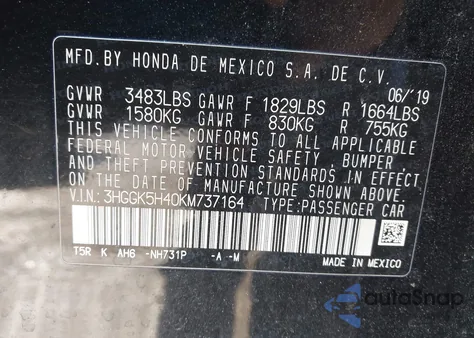 MFD. BY HONDA DE MEXICO S.A. DE C.V.
06/'19
GVWR 3483LBS GAWR F 1829LBS R 1664LBS
GVWR 1580KG GAWR F 830KG R 755KG
THIS VEHICLE CONFORMS TO ALL APPLICABLE
FEDERAL MOTOR VEHICLE SAFETY, BUMPER
AND THEFT PREVENTION STANDARDS IN
EFFECT ON THE DATE OF MANUFACTURE
SHOWN ABOVE.
V.I.N.: 3HGGK5H40KM737164 TYPE: PASSENGER CAR
T5R K AH6 -NH731P -A -M
MADE IN MEXICO
autoSnap